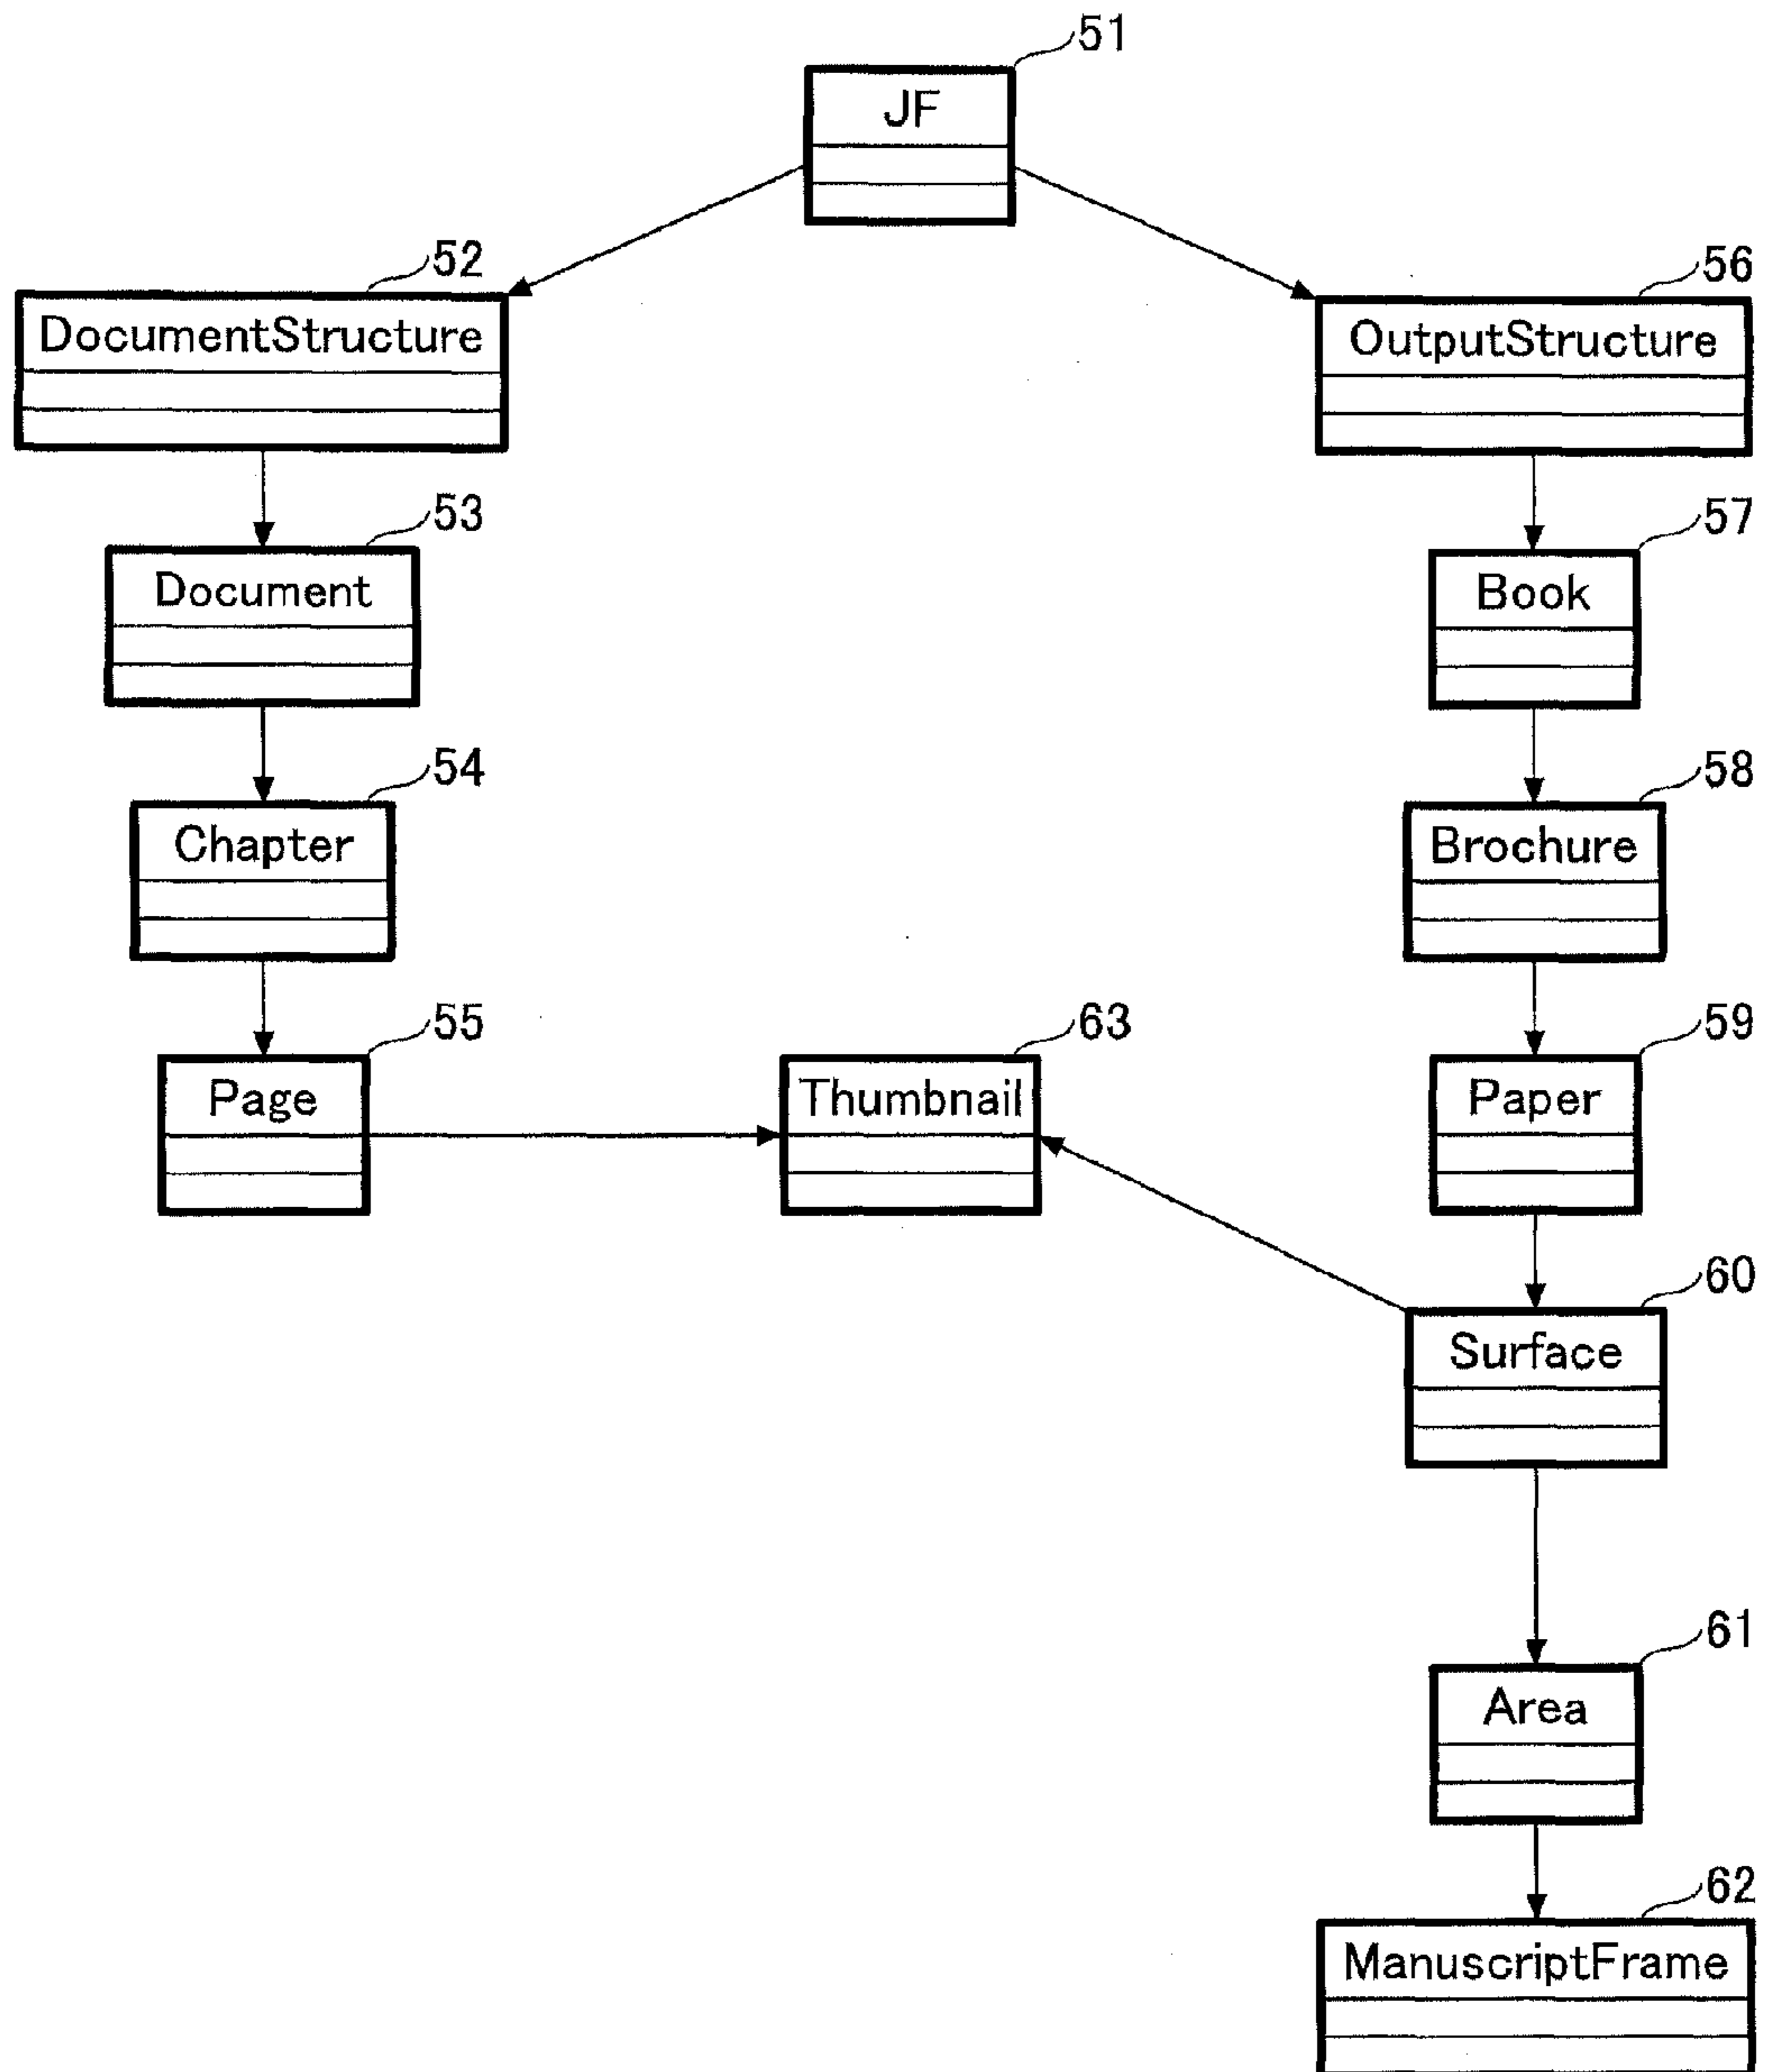 51
JF
52
DocumentStructure
56
OutputStructure
53
Document
57
Book
54
Chapter
58
Brochure
55
Page
63
Thumbnail
59
Paper
60
Surface
61
Area
62
ManuscriptFrame